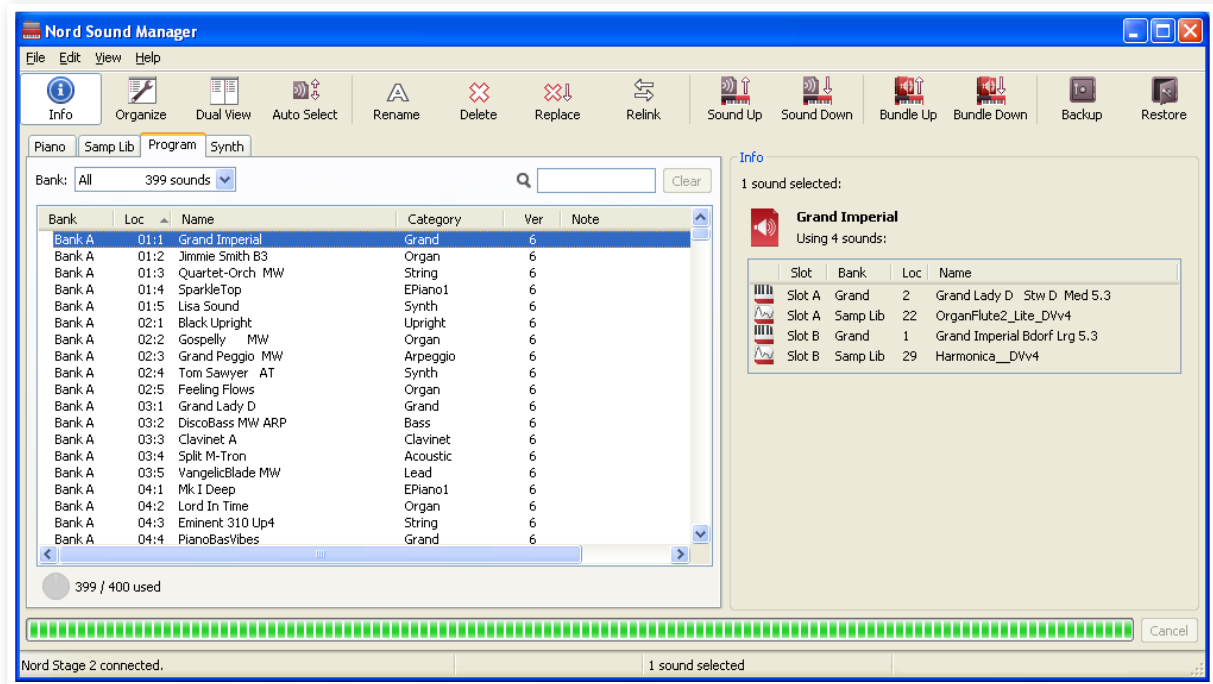 Nord Sound Manager
File Edit View Help
Info Organize Dual View Auto Select Rename Delete Replace Relink Sound Up Sound Down Bundle Up Bundle Down Backup Restore
Piano Samp Lib Program Synth
Bank: All 399 sounds Clear
Bank Loc Name Category Ver Note
Bank A 01:1 Grand Imperial Grand 6
Bank A 01:2 Jimmie Smith B3 Organ 6
Bank A 01:3 Quartet-Orch MW String 6
Bank A 01:4 SparkleTop EPiano1 6
Bank A 01:5 Lisa Sound Synth 6
Bank A 02:1 Black Upright Upright 6
Bank A 02:2 Gospelly MW Organ 6
Bank A 02:3 Grand Peggio MW Arpeggio 6
Bank A 02:4 Tom Sawyer AT Synth 6
Bank A 02:5 Feeling Flows Organ 6
Bank A 03:1 Grand Lady D Grand 6
Bank A 03:2 DiscoBass MW ARP Bass 6
Bank A 03:3 Clavinet A Clavinet 6
Bank A 03:4 Split M-Tron Acoustic 6
Bank A 03:5 VangelicBlade MW Lead 6
Bank A 04:1 Mk I Deep EPiano1 6
Bank A 04:2 Lord In Time Organ 6
Bank A 04:3 Eminent 310 Up4 String 6
Bank A 04:4 PianoBasVibes Grand 6
399 / 400 used
Info
1 sound selected:
Grand Imperial
Using 4 sounds:
Slot Bank Loc Name
Slot A Grand 2 Grand Lady D Stw D Med 5.3
Slot A Samp Lib 22 OrganFlute2_Lite_DVv4
Slot B Grand 1 Grand Imperial Bdorf Lrg 5.3
Slot B Samp Lib 29 Harmonica__DVv4
Cancel
Nord Stage 2 connected. 1 sound selected